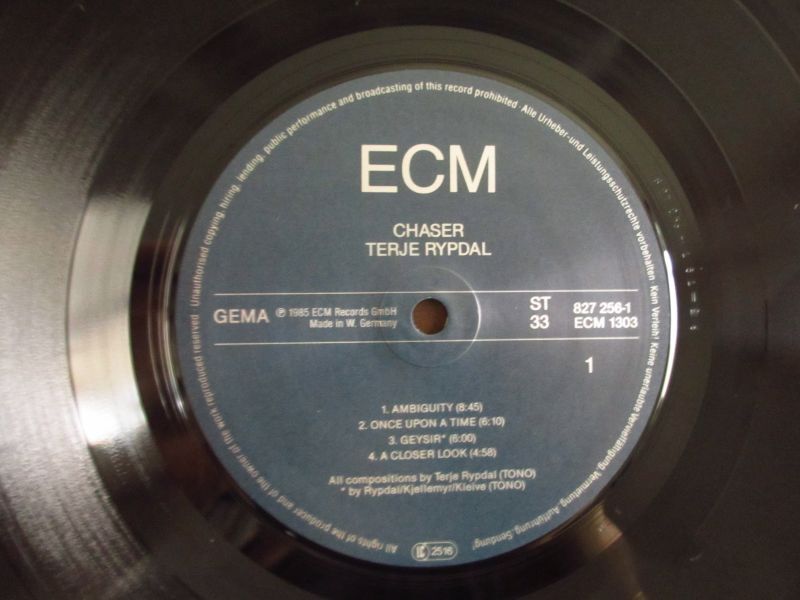 ECM
CHASER
TERJE RYPDAL
GEMA
℗ 1985 ECM Records GmbH
Made in W. Germany
ST
33
827 256-1
ECM 1303
1
1. AMBIGUITY (8:45)
2. ONCE UPON A TIME (6:10)
3. GEYSIR* (6:00)
4. A CLOSER LOOK (4:58)
All compositions by Terje Rypdal (TONO)
* by Rypdal/Kjellemyr/Kleive (TONO)
LC 2516
All rights of the producer and of the owner of the work reproduced reserved · Unauthorised copying, hiring, lending, public performance and broadcasting of this record prohibited · Alle Urheber- und Leistungsschutzrechte vorbehalten · Kein Verleih! Keine unerlaubte Vervielfältigung, Vermietung, Aufführung, Sendung!